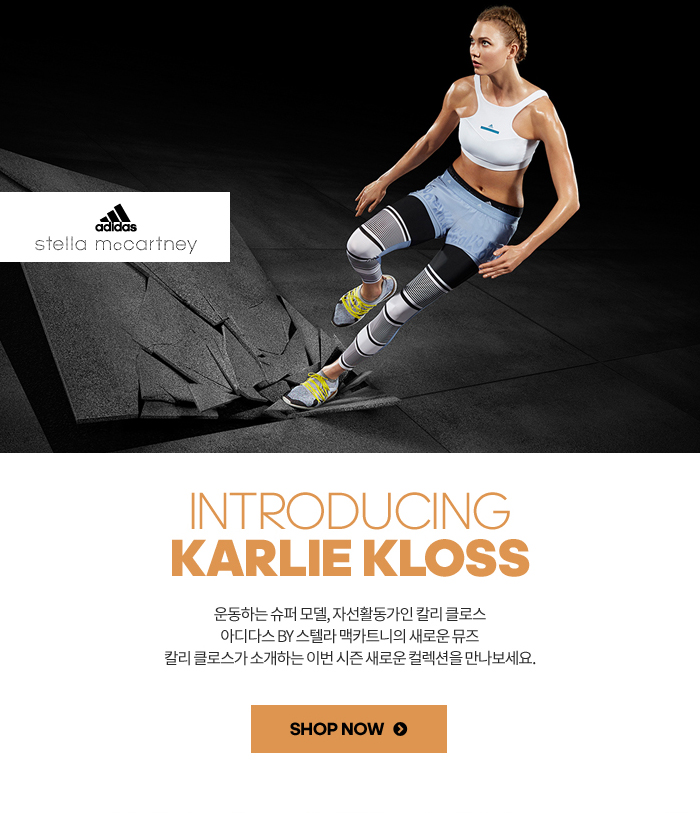 adidas
stella mccartney
INTRODUCING
KARLIE KLOSS
운동하는 슈퍼 모델, 자선활동가인 칼리 클로스
아디다스 BY 스텔라 맥카트니의 새로운 뮤즈
칼리 클로스가 소개하는 이번 시즌 새로운 컬렉션을 만나보세요.
SHOP NOW